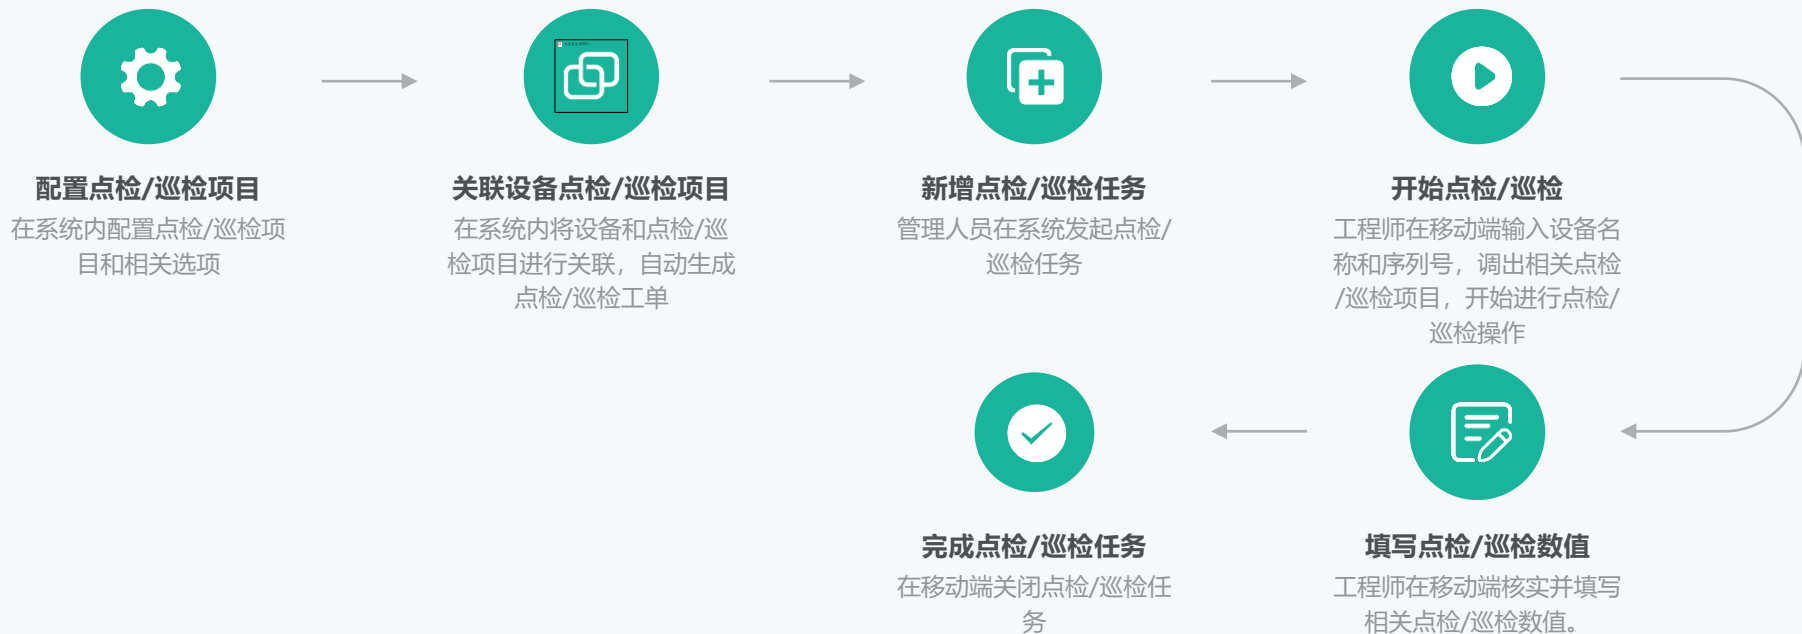 配置点检/巡检项目
在系统内配置点检/巡检项
目和相关选项
关联设备点检/巡检项目
在系统内将设备和点检/巡
检项目进行关联，自动生成
点检/巡检工单
新增点检/巡检任务
管理人员在系统发起点检/
巡检任务
开始点检/巡检
工程师在移动端输入设备名
称和序列号，调出相关点检
/巡检项目，开始进行点检/
巡检操作
填写点检/巡检数值
工程师在移动端核实并填写
相关点检/巡检数值。
完成点检/巡检任务
在移动端关闭点检/巡检任
务